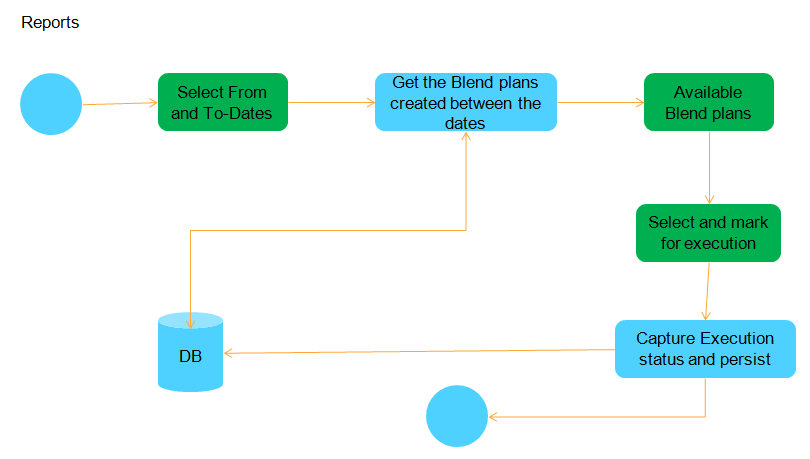 Reports
Select From
and To-Dates
Get the Blend plans
created between the
dates
Available
Blend plans
Select and mark
for execution
Capture Execution
status and persist
DB